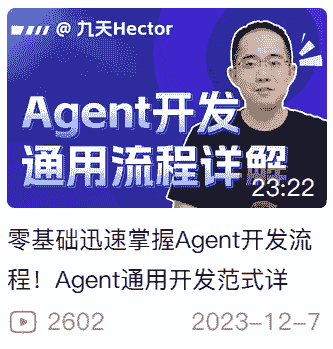 @ 九天Hector
Agent开发
通用流程详解
23:22
零基础迅速掌握Agent开发流
程！Agent通用开发范式详
2602
2023-12-7